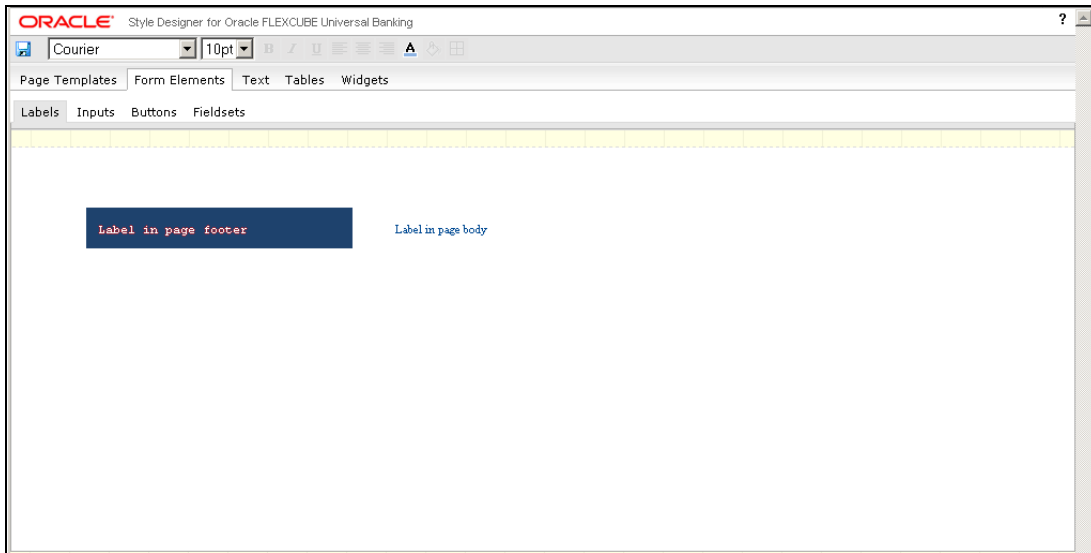 ORACLE® Style Designer for Oracle FLEXCUBE Universal Banking ?
Courier 10pt B I U A
Page Templates Form Elements Text Tables Widgets
Labels Inputs Buttons Fieldsets
Label in page footer Label in page body